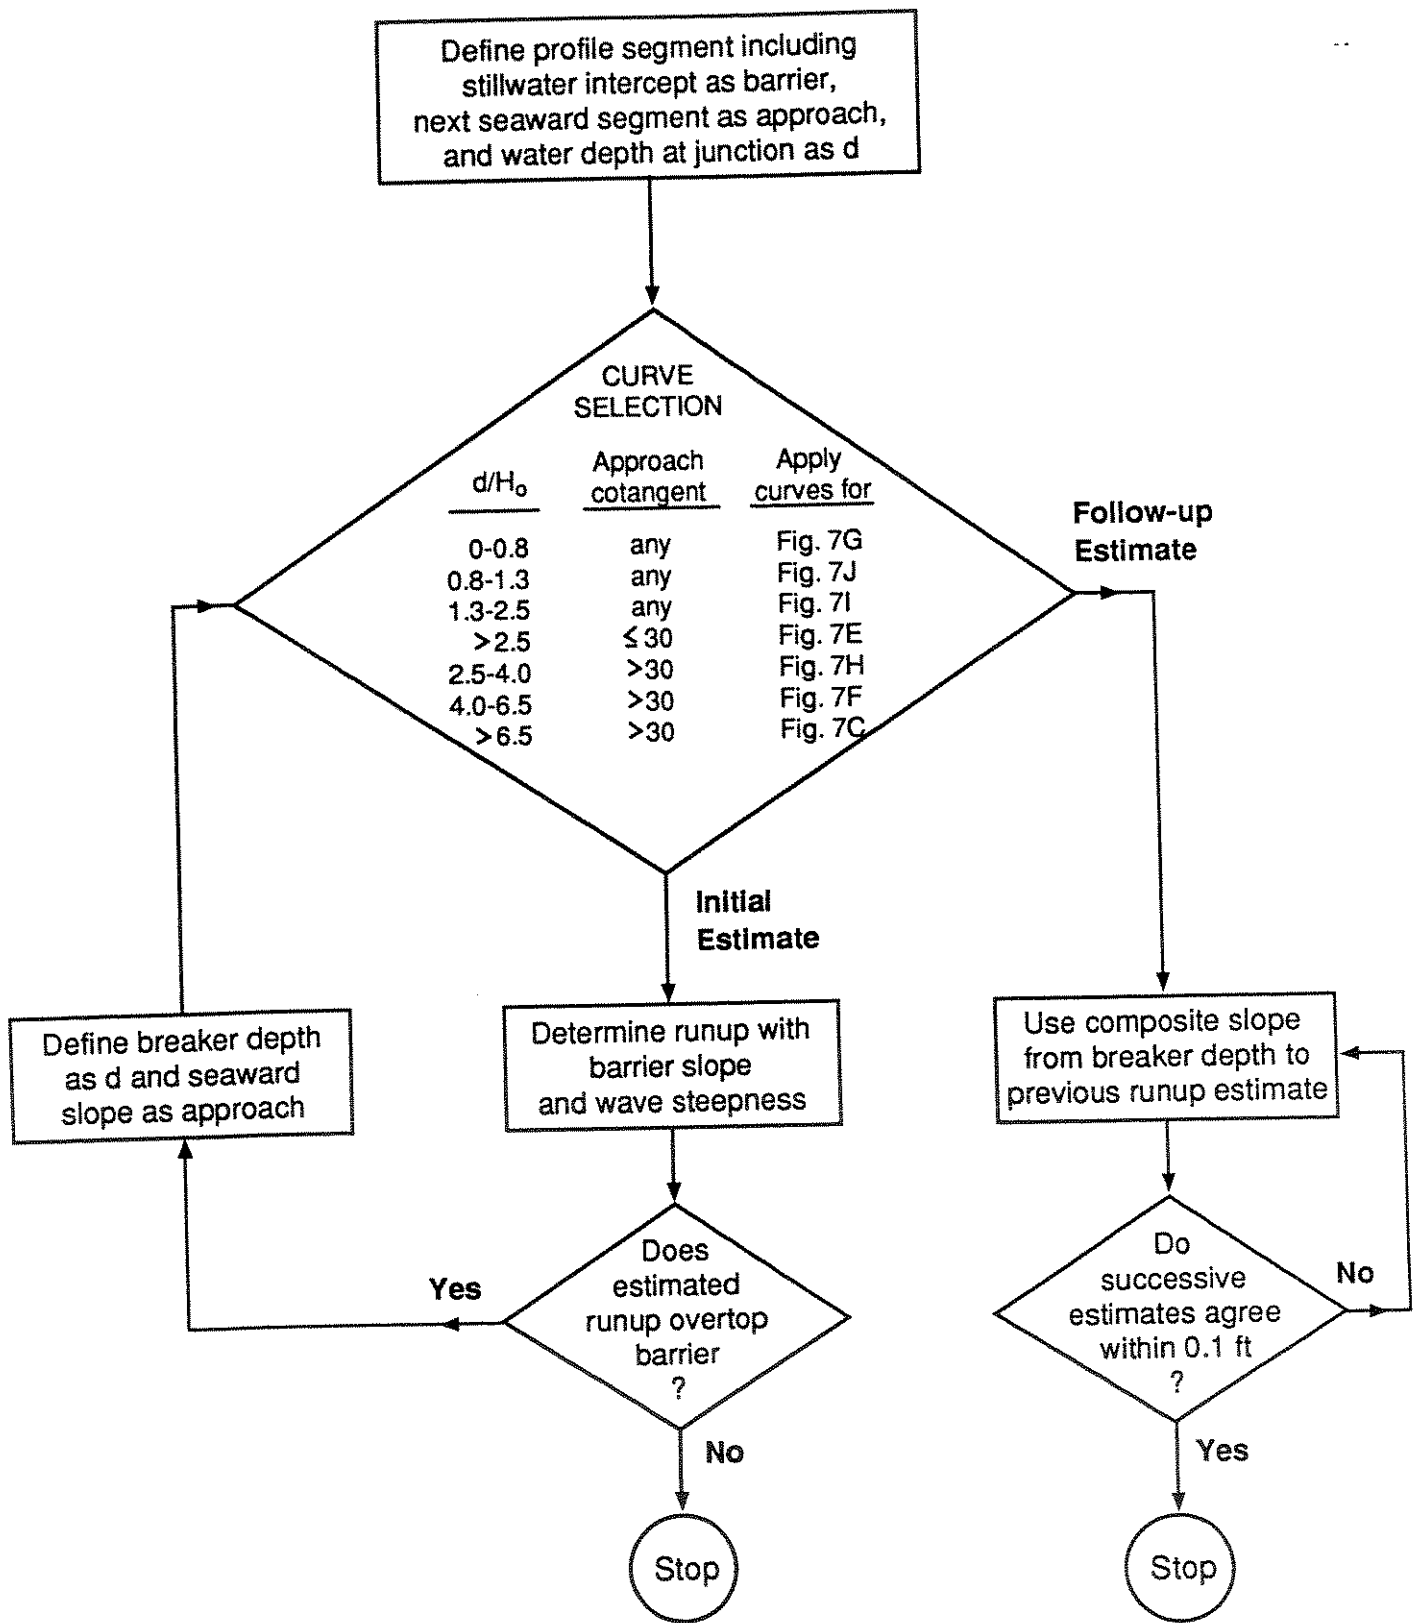 Define profile segment including
stillwater intercept as barrier,
next seaward segment as approach,
and water depth at junction as d
CURVE
SELECTION
d/Ho Approach cotangent Apply curves for
0-0.8 any Fig. 7G
0.8-1.3 any Fig. 7J
1.3-2.5 any Fig. 7I
>2.5 ≤30 Fig. 7E
2.5-4.0 >30 Fig. 7H
4.0-6.5 >30 Fig. 7F
>6.5 >30 Fig. 7C
Follow-up
Estimate
Initial
Estimate
Define breaker depth
as d and seaward
slope as approach
Determine runup with
barrier slope
and wave steepness
Use composite slope
from breaker depth to
previous runup estimate
Yes
Does
estimated
runup overtop
barrier
?
Do
successive
estimates agree
within 0.1 ft
?
No
No
Yes
Stop
Stop